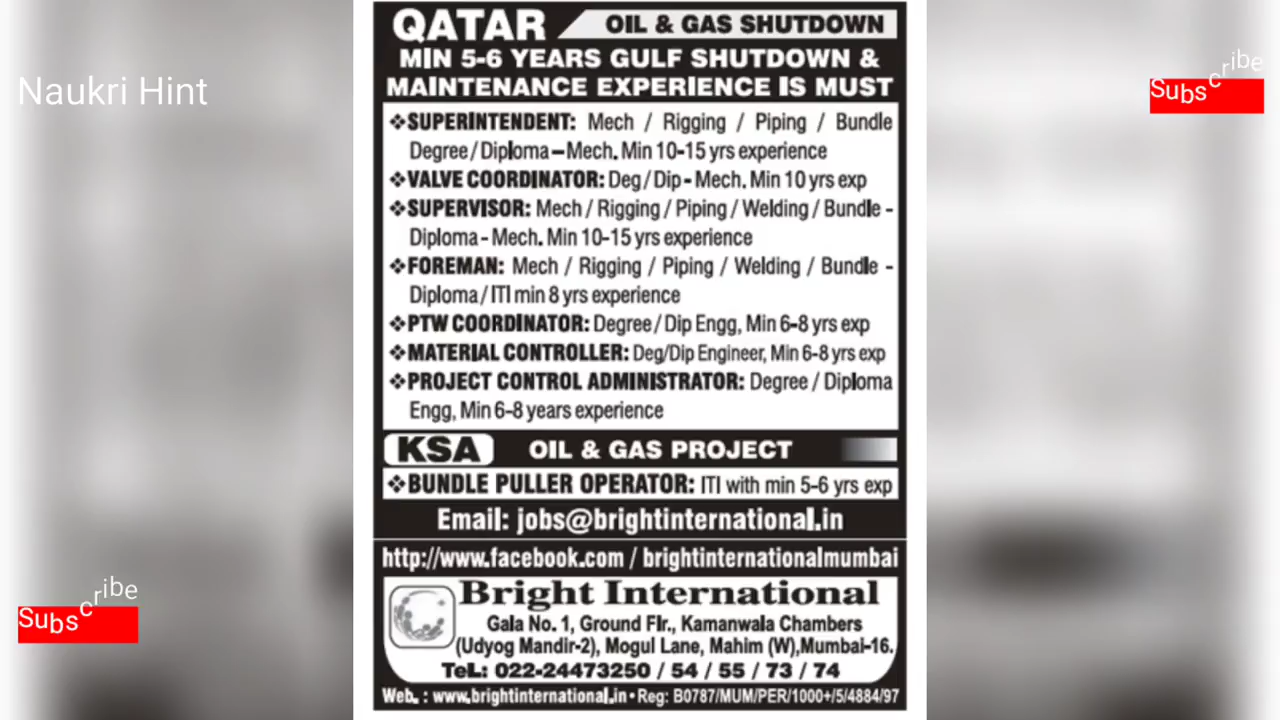 Naukri Hint
Subscribe
QATAR OIL & GAS SHUTDOWN
MIN 5-6 YEARS GULF SHUTDOWN &
MAINTENANCE EXPERIENCE IS MUST
❖SUPERINTENDENT: Mech / Rigging / Piping / Bundle
Degree/Diploma–Mech. Min 10-15 yrs experience
❖VALVE COORDINATOR: Deg/Dip-Mech. Min 10 yrs exp
❖SUPERVISOR: Mech/Rigging/Piping/Welding/Bundle -
Diploma-Mech. Min 10-15 yrs experience
❖FOREMAN: Mech / Rigging / Piping / Welding / Bundle -
Diploma/ITI min 8 yrs experience
❖PTW COORDINATOR: Degree/Dip Engg, Min 6-8 yrs exp
❖MATERIAL CONTROLLER: Deg/Dip Engineer, Min 6-8 yrs exp
❖PROJECT CONTROL ADMINISTRATOR: Degree / Diploma
Engg, Min 6-8 years experience
KSA OIL & GAS PROJECT
❖BUNDLE PULLER OPERATOR: ITI with min 5-6 yrs exp
Email: jobs@brightinternational.in
http://www.facebook.com / brightinternationalmumbai
Bright International
Gala No. 1, Ground Flr., Kamanwala Chambers
(Udyog Mandir-2), Mogul Lane, Mahim (W),Mumbai-16.
TeL: 022-24473250 / 54 / 55 / 73 / 74
Web. : www.brightinternational.in•Reg: B0787/MUM/PER/1000+/5/4884/97
Subscribe